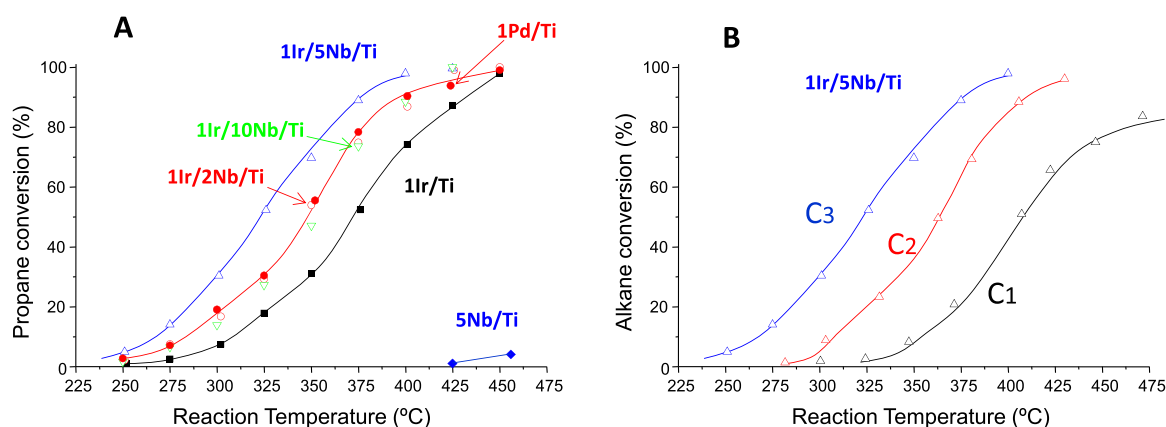 A
1Ir/5Nb/Ti
1Pd/Ti
1Ir/10Nb/Ti
1Ir/2Nb/Ti
1Ir/Ti
5Nb/Ti
Propane conversion (%)
100
80
60
40
20
0
225 250 275 300 325 350 375 400 425 450 475
Reaction Temperature (ºC)
B
1Ir/5Nb/Ti
C3
C2
C1
Alkane conversion (%)
100
80
60
40
20
0
225 250 275 300 325 350 375 400 425 450 475
Reaction Temperature (ºC)